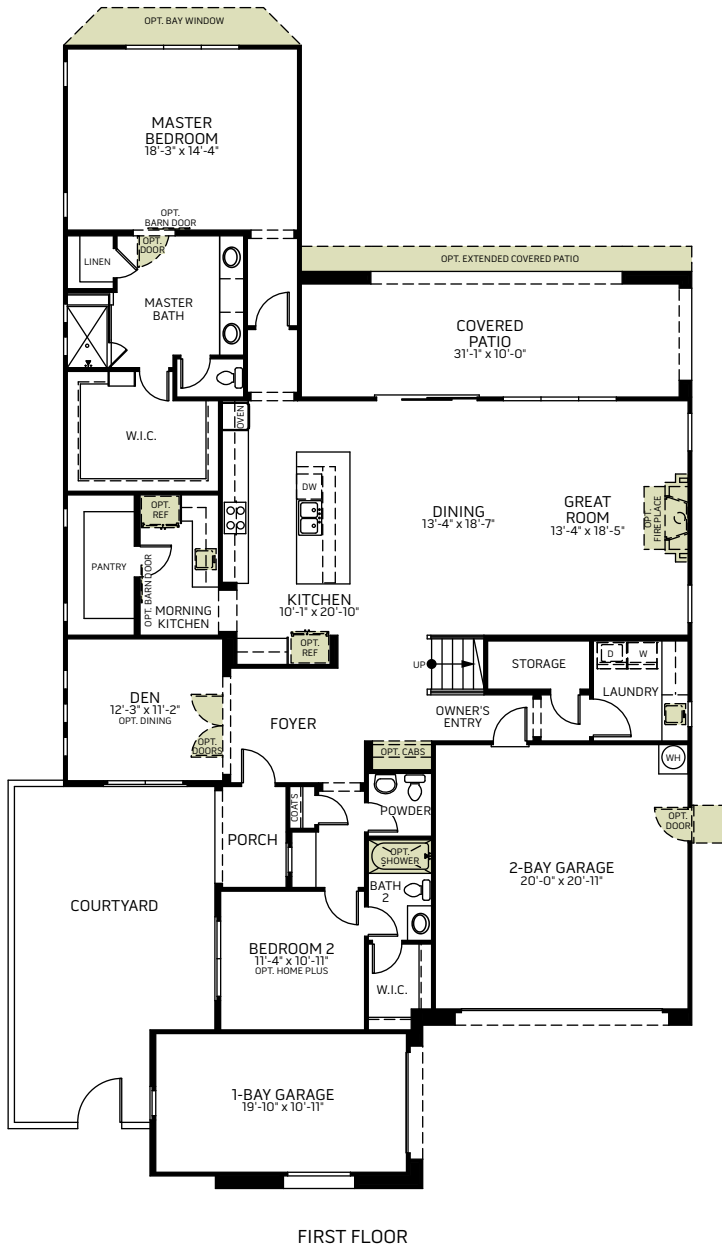 OPT. BAY WINDOW
MASTER
BEDROOM
18'-3" x 14'-4"
OPT.
BARN DOOR
LINEN
OPT.
DOOR
MASTER
BATH
OPT. EXTENDED COVERED PATIO
COVERED
PATIO
31'-1" x 10'-0"
W.I.C.
OVEN
DW
DINING
13'-4" x 18'-7"
GREAT
ROOM
13'-4" x 18'-5"
OPT.
FIREPLACE
OPT.
REF
PANTRY
OPT. BARN DOOR
MORNING
KITCHEN
KITCHEN
10'-1" x 20'-10"
OPT.
REF
UP
STORAGE
D
W
LAUNDRY
DEN
12'-3" x 11'-2"
OPT. DINING
OPT.
DOORS
FOYER
OWNER'S
ENTRY
OPT. CABS
WH
COATS
POWDER
PORCH
OPT.
DOOR
OPT.
SHOWER
2-BAY GARAGE
20'-0" x 20'-11"
BATH
2
COURTYARD
BEDROOM 2
11'-4" x 10'-11"
OPT. HOME PLUS
W.I.C.
1-BAY GARAGE
19'-10" x 10'-11"
FIRST FLOOR